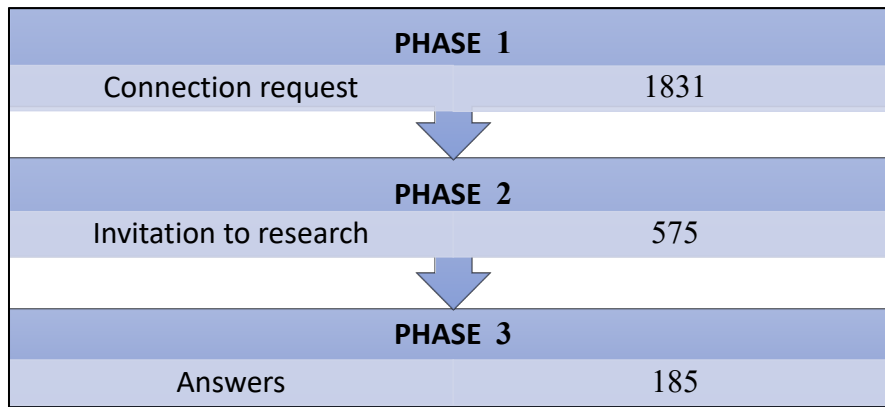 PHASE 1
Connection request 1831
PHASE 2
Invitation to research 575
PHASE 3
Answers 185